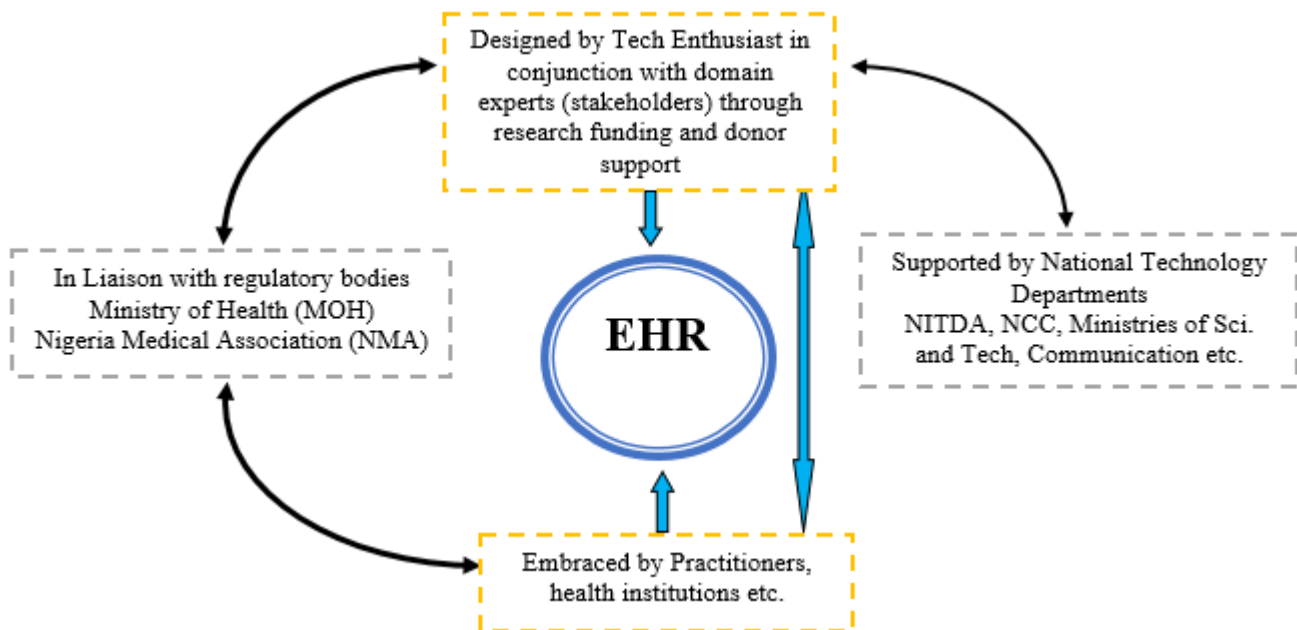 Designed by Tech Enthusiast in
conjunction with domain
experts (stakeholders) through
research funding and donor
support
In Liaison with regulatory bodies
Ministry of Health (MOH)
Nigeria Medical Association (NMA)
EHR
Supported by National Technology
Departments
NITDA, NCC, Ministries of Sci.
and Tech, Communication etc.
Embraced by Practitioners,
health institutions etc.